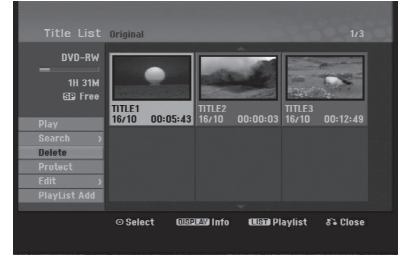 Title List Original 1/3
DVD-RW
1H 31M
SP Free
TITLE1 TITLE2 TITLE3
16/10 00:05:43 16/10 00:00:03 16/10 00:12:49
Play
Search
Delete
Protect
Edit
PlayList Add
Select DISPLAY Info LIST Playlist Close